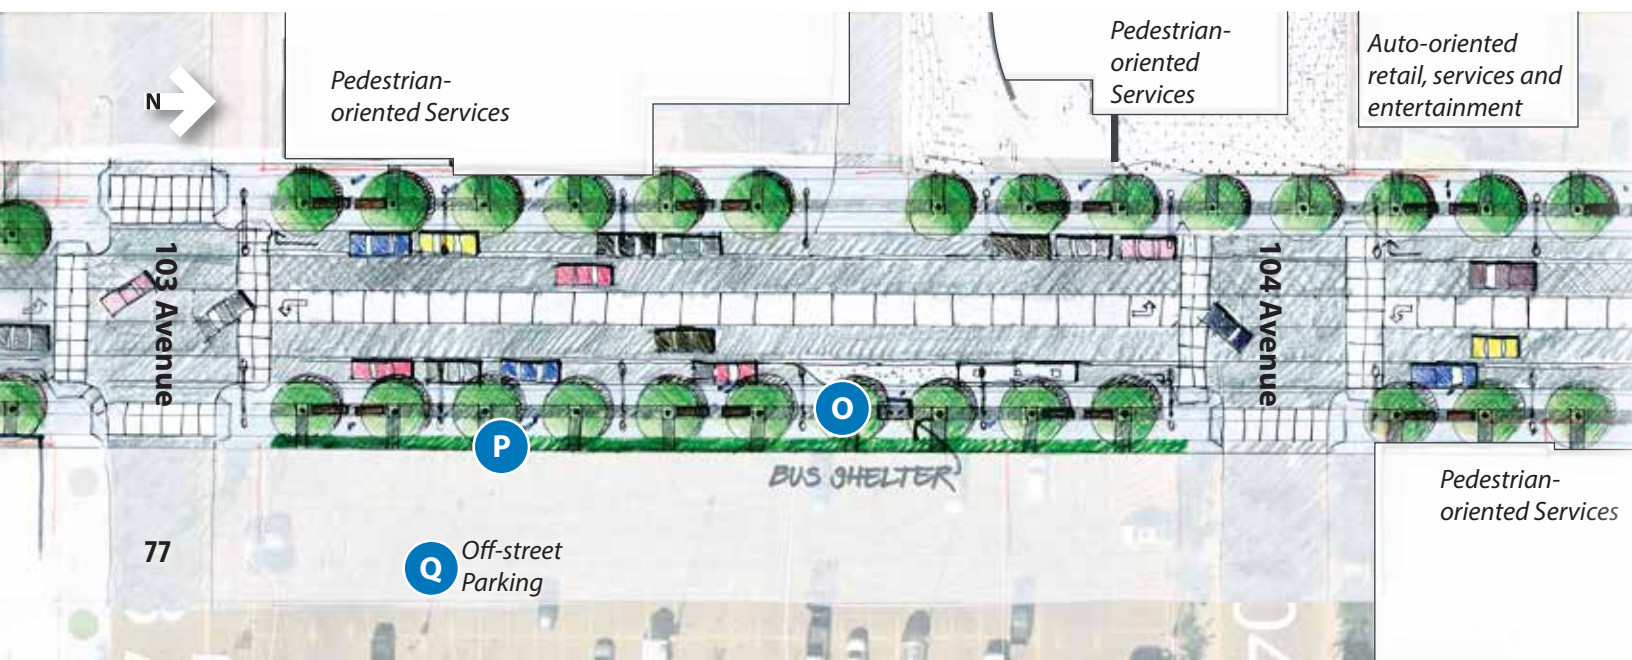 Pedestrian-
oriented Services
Pedestrian-
oriented
Services
Auto-oriented
retail, services and
entertainment
N
103 Avenue
104 Avenue
O
P
BUS SHELTER
Pedestrian-
oriented Services
77
Q
Off-street
Parking
04